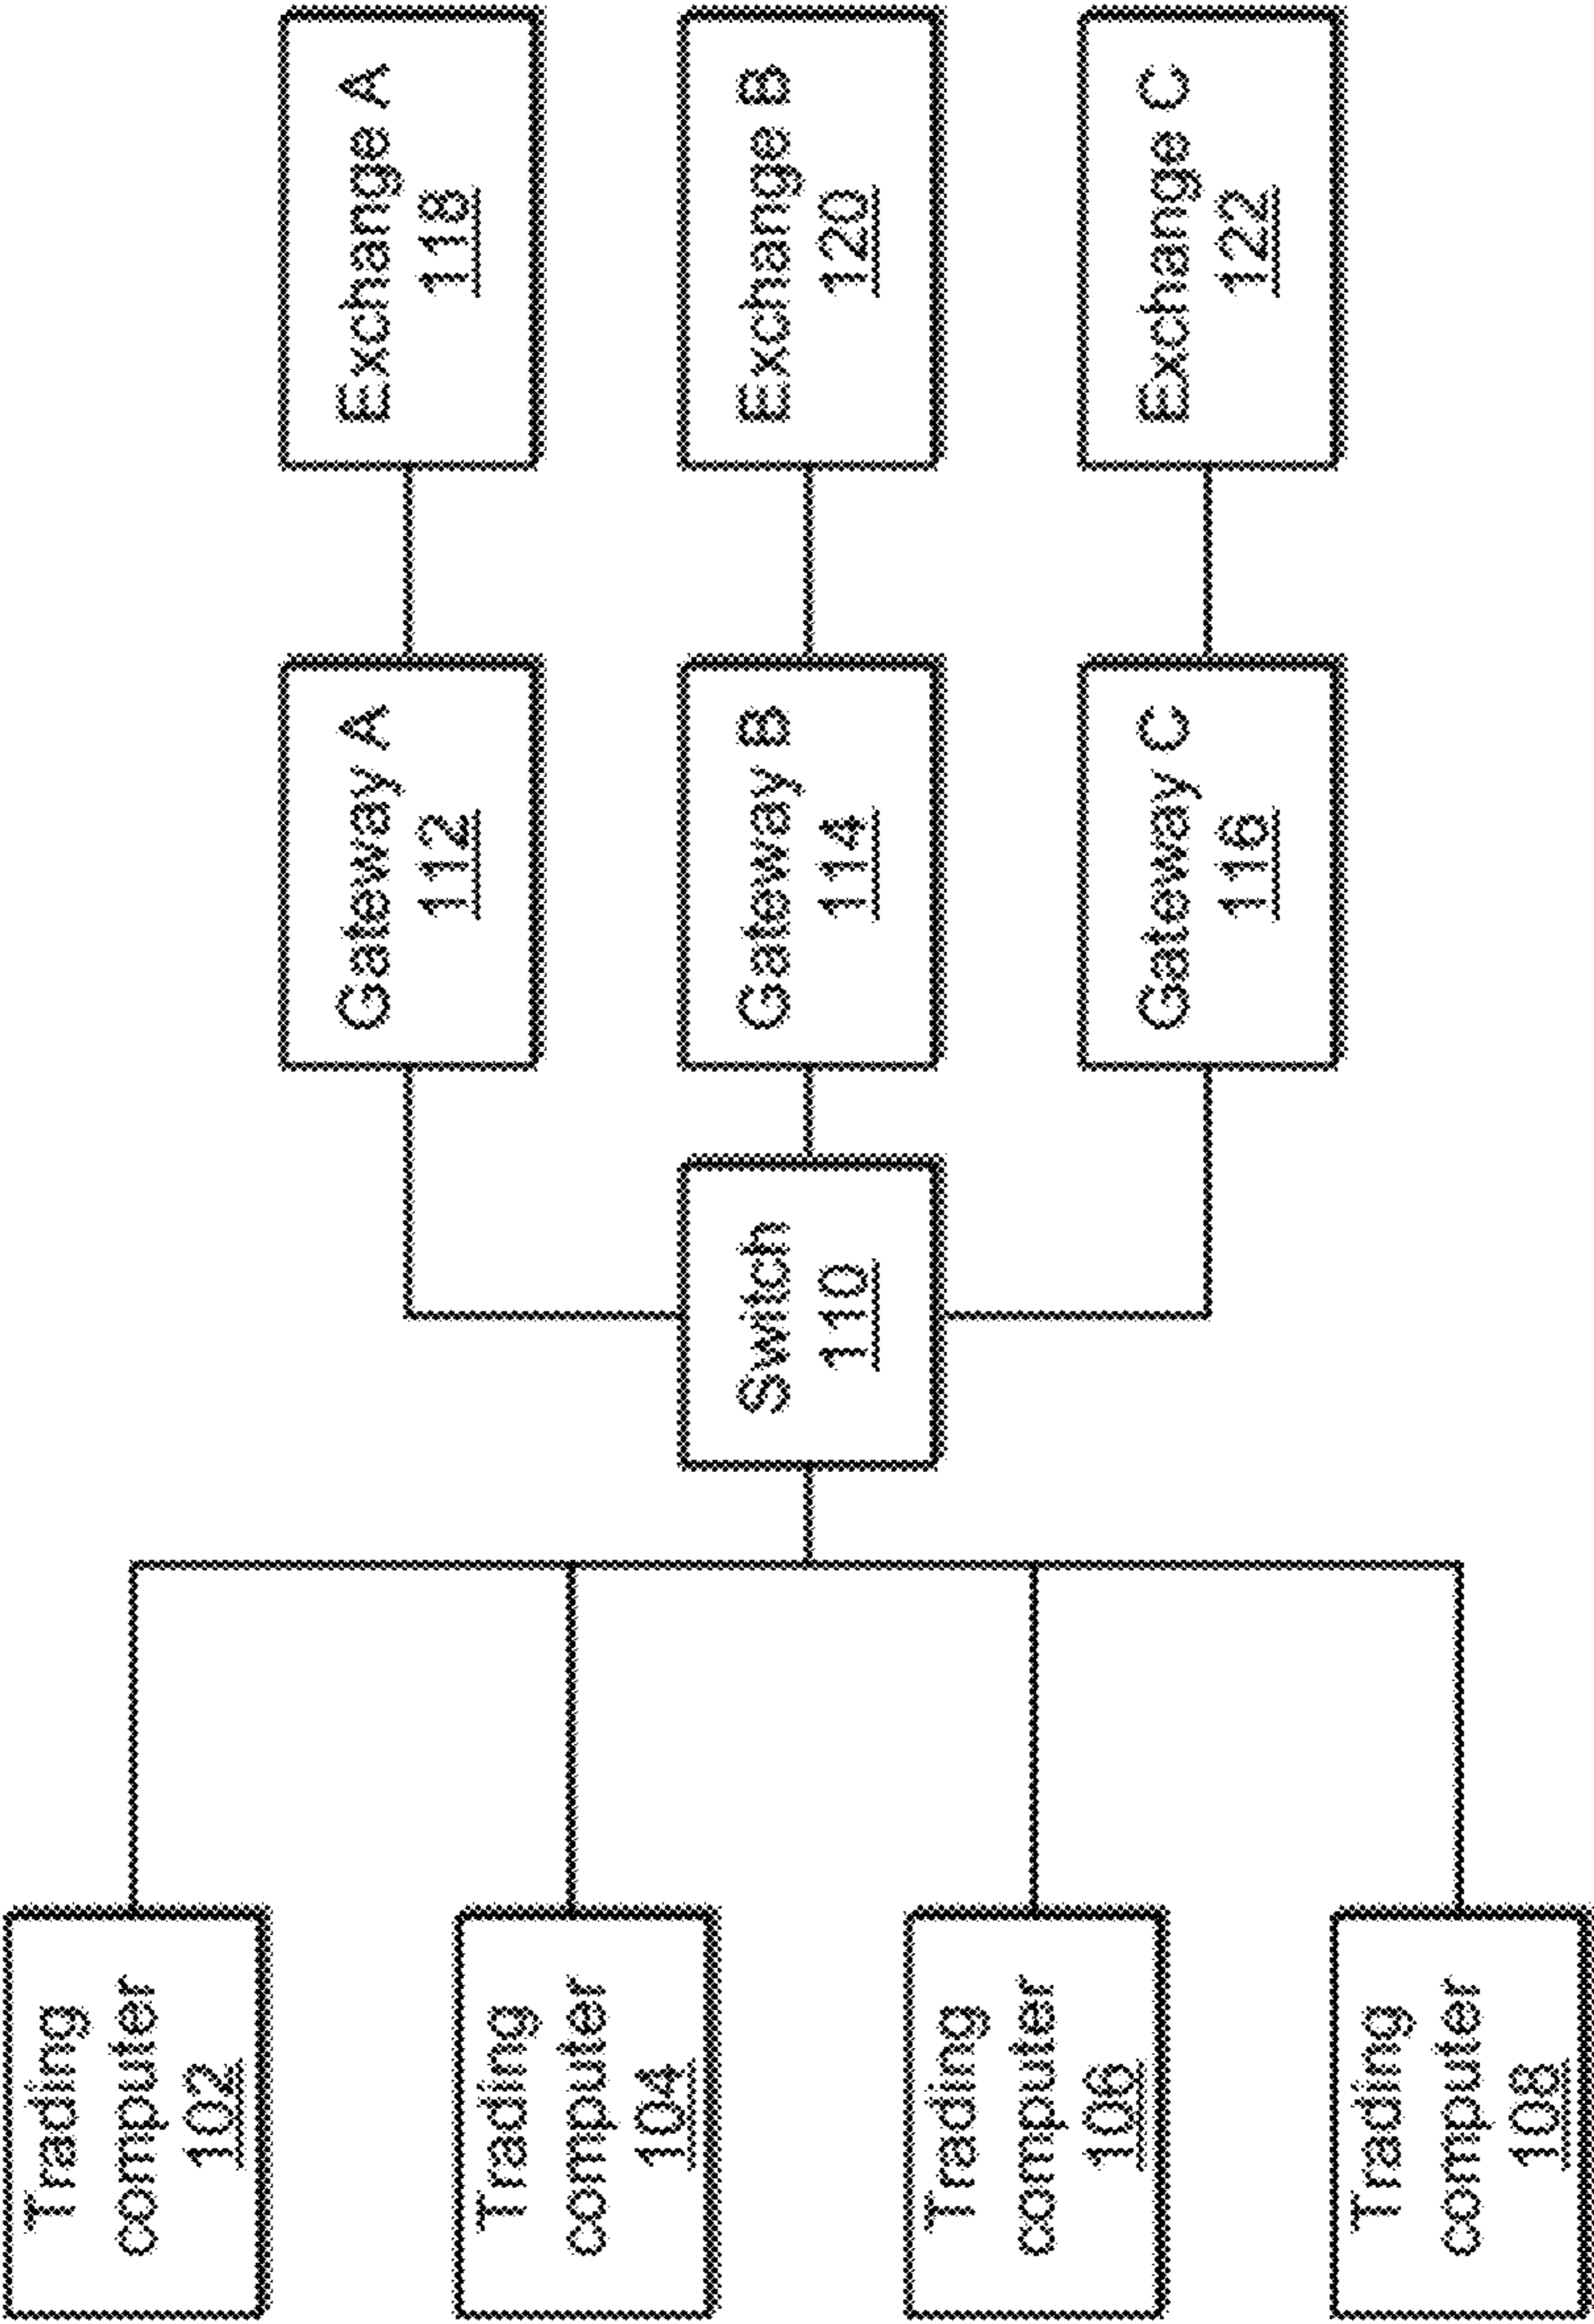 Trading
computer
102
Trading
computer
104
Trading
computer
106
Trading
computer
108
Switch
110
Gateway A
112
Gateway B
114
Gateway C
116
Exchange A
118
Exchange B
120
Exchange C
122